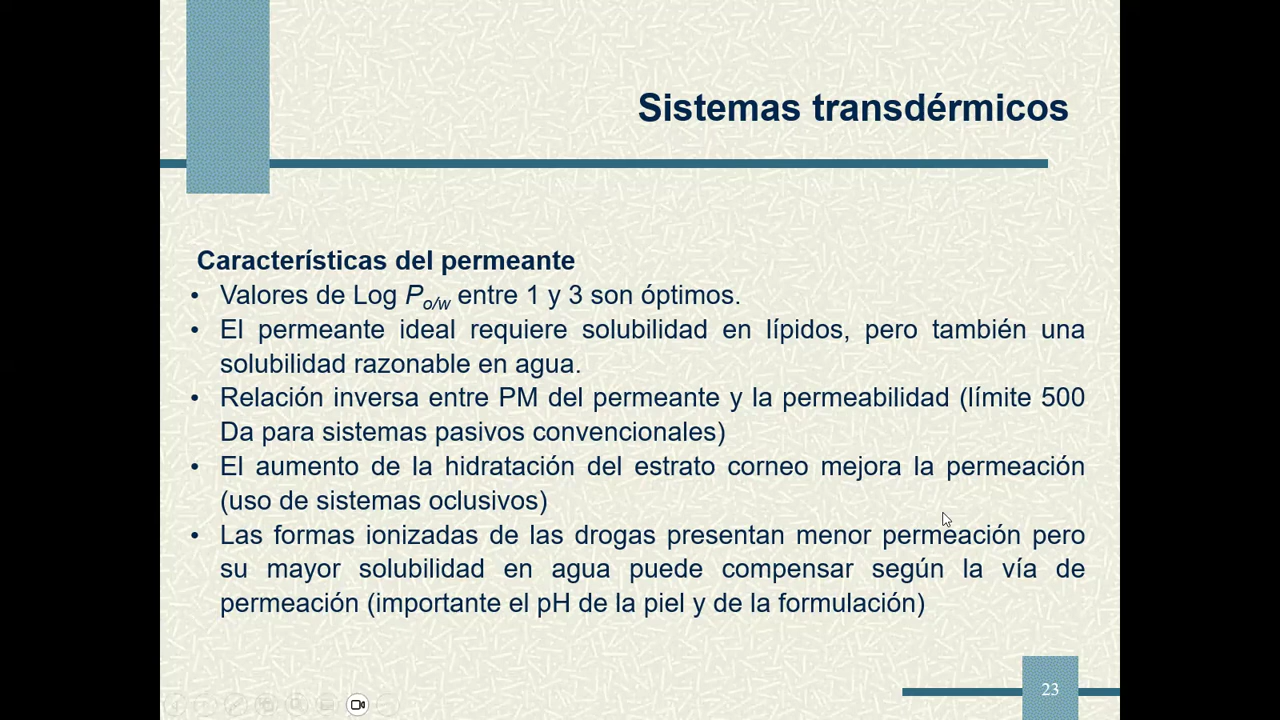 Sistemas transdérmicos
Características del permeante
• Valores de Log Po/w entre 1 y 3 son óptimos.
• El permeante ideal requiere solubilidad en lípidos, pero también una
solubilidad razonable en agua.
• Relación inversa entre PM del permeante y la permeabilidad (límite 500
Da para sistemas pasivos convencionales)
• El aumento de la hidratación del estrato corneo mejora la permeación
(uso de sistemas oclusivos)
• Las formas ionizadas de las drogas presentan menor permeación pero
su mayor solubilidad en agua puede compensar según la vía de
permeación (importante el pH de la piel y de la formulación)
23